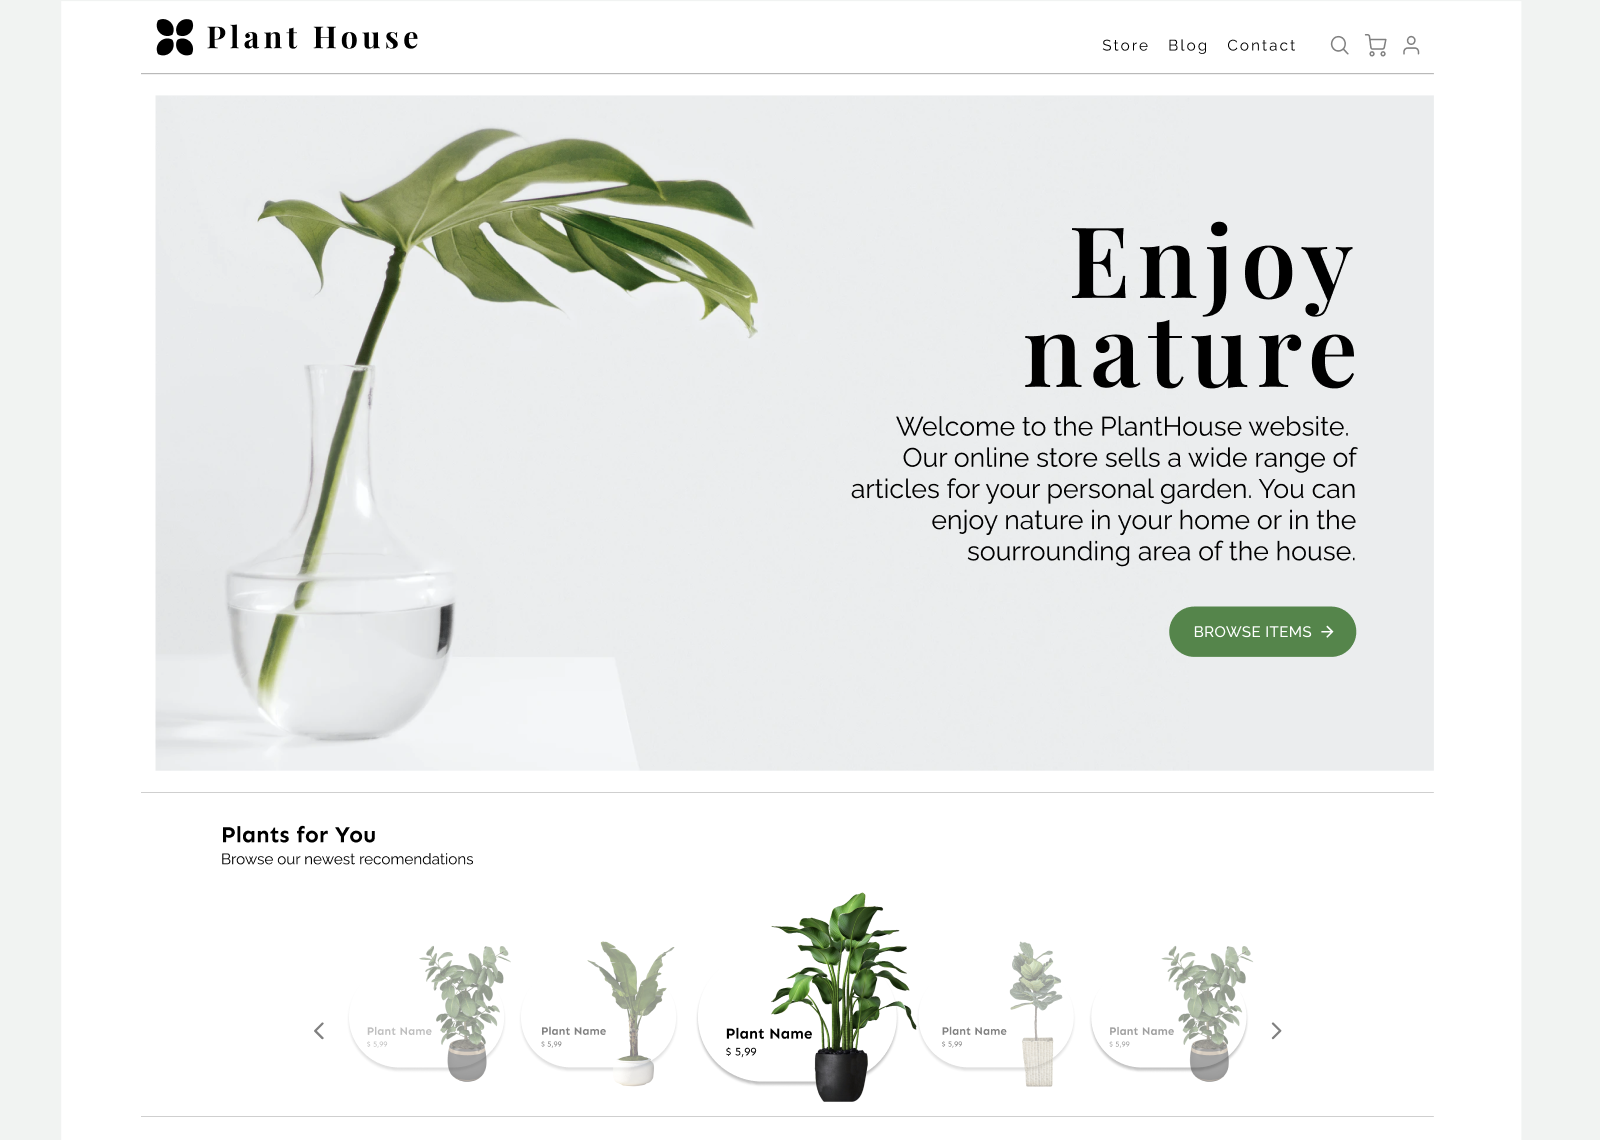 Plant House
Store Blog Contact
Enjoy
nature
Welcome to the PlantHouse website.
Our online store sells a wide range of
articles for your personal garden. You can
enjoy nature in your home or in the
sourrounding area of the house.
BROWSE ITEMS
Plants for You
Browse our newest recomendations
Plant Name
$ 5,99
Plant Name
$ 5,99
Plant Name
$ 5,99
Plant Name
$ 5,99
Plant Name
$ 5,99